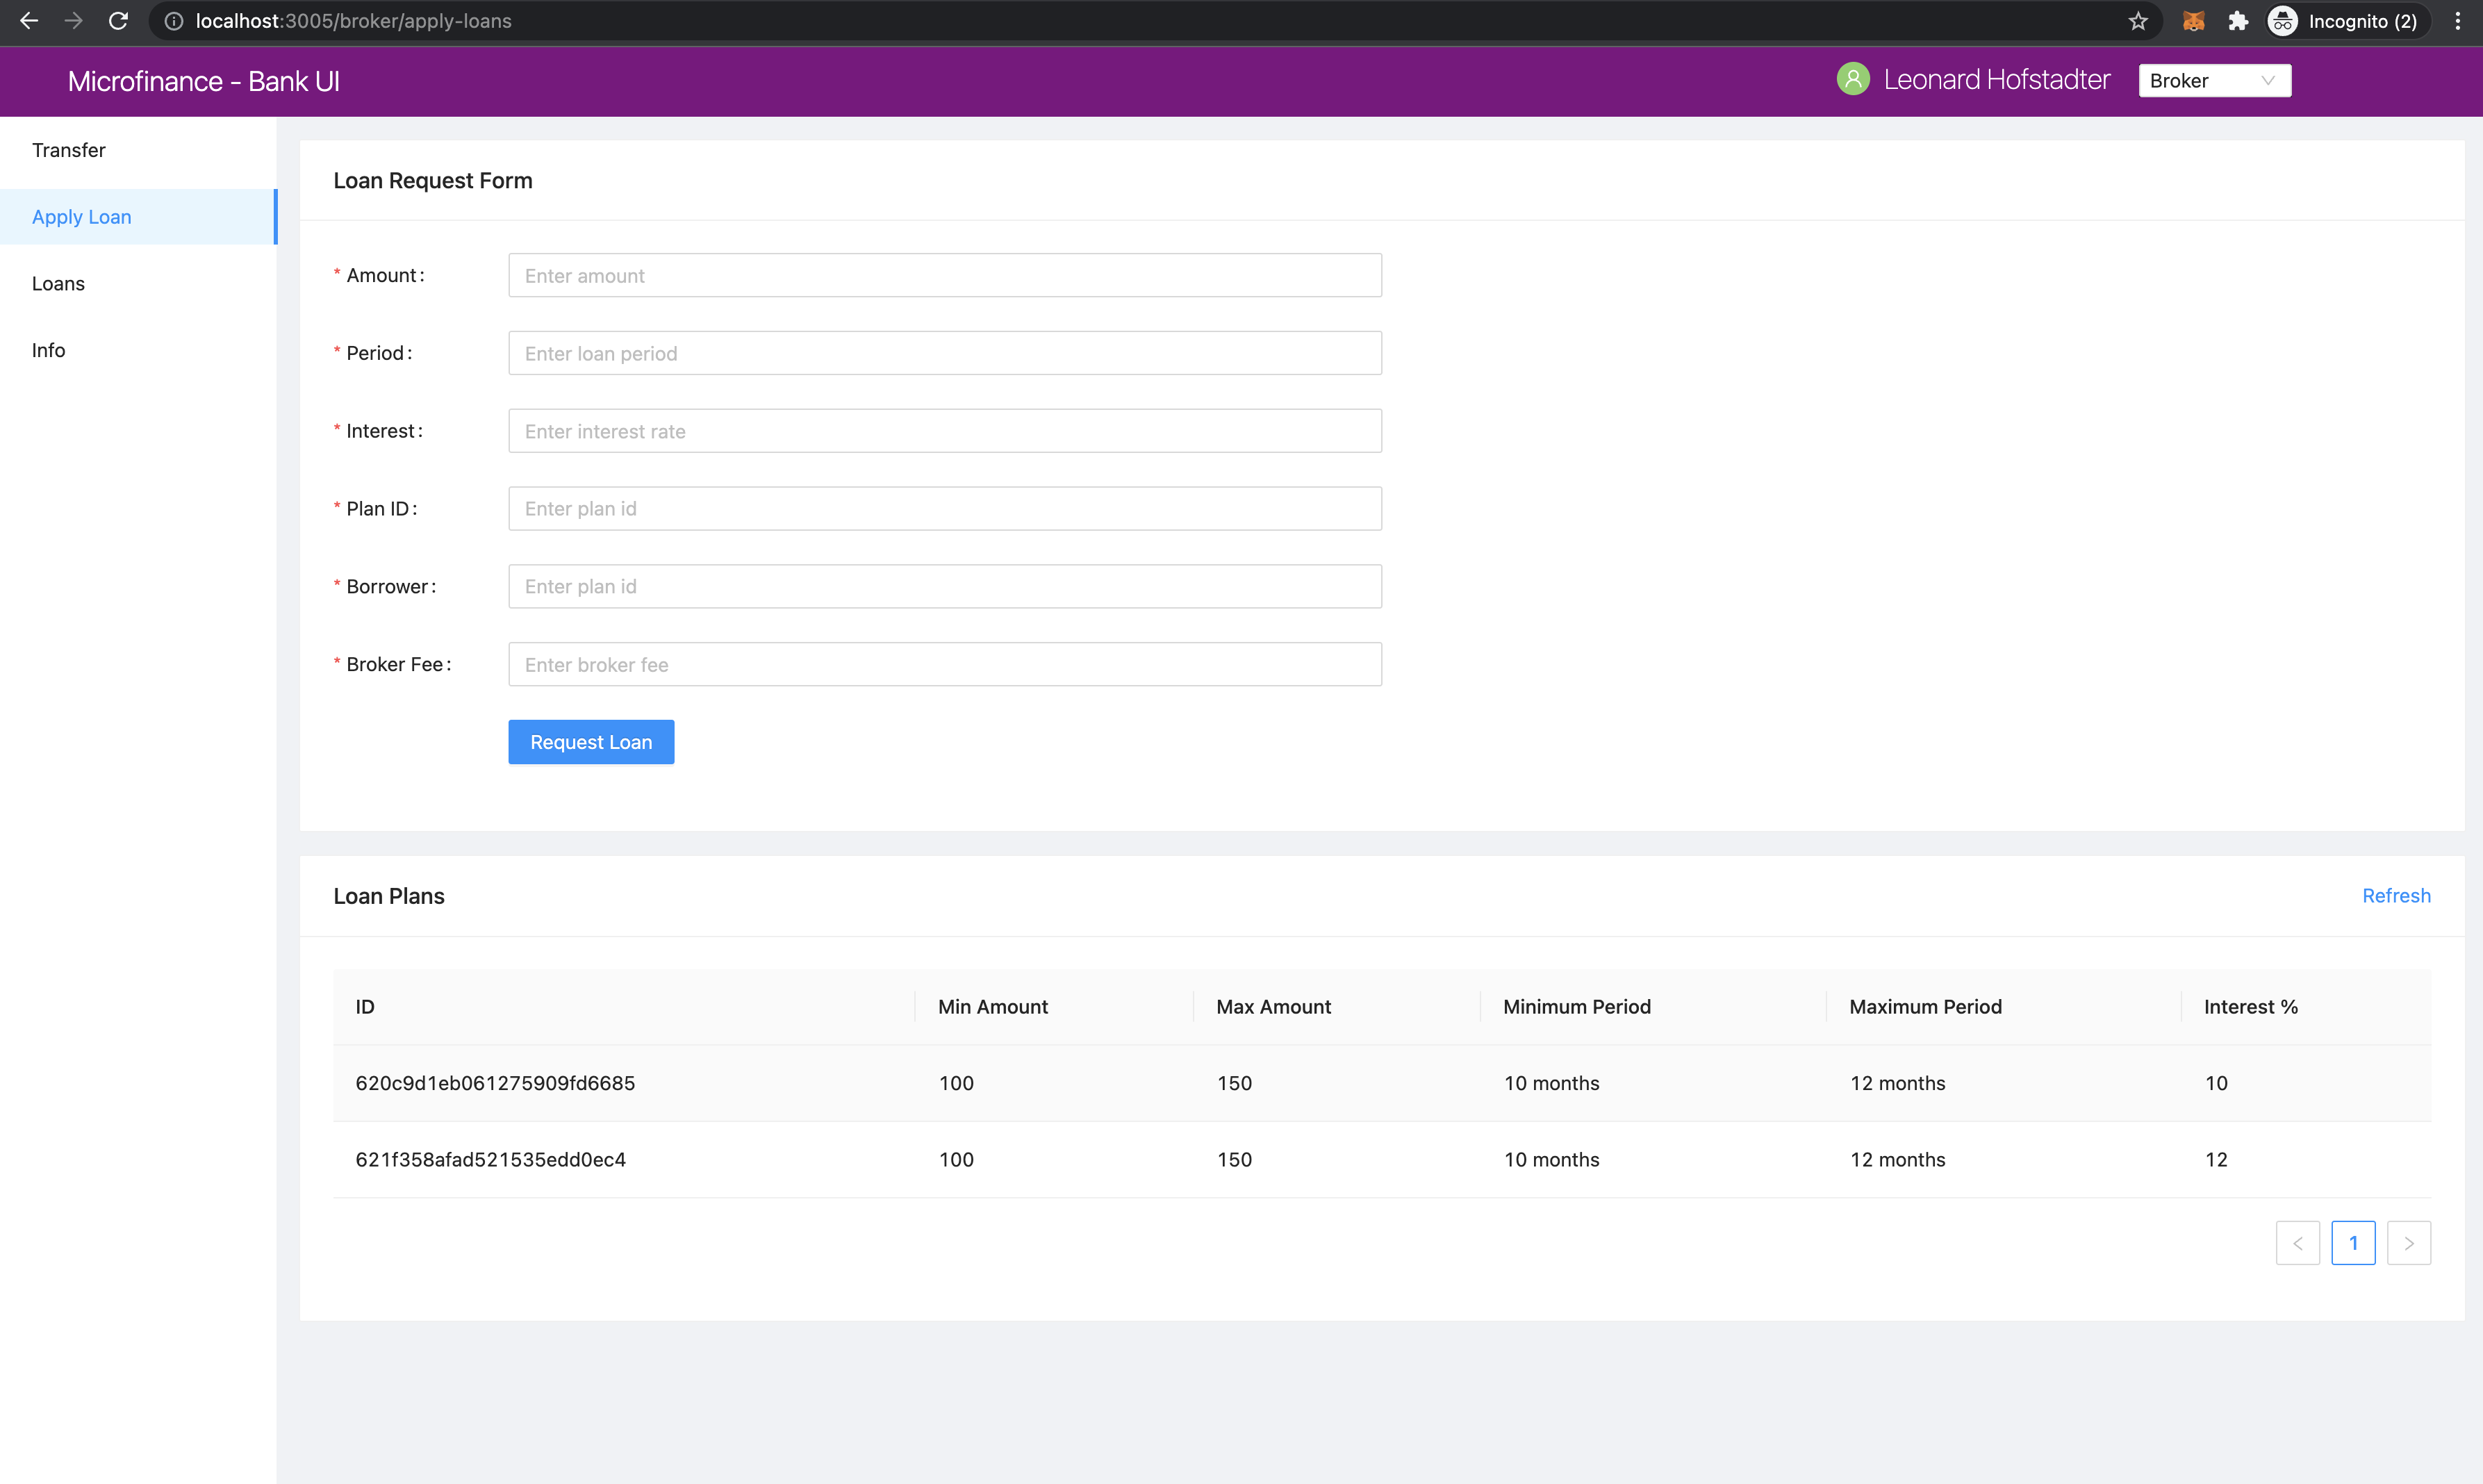 localhost:3005/broker/apply-loans
Incognito (2)
Microfinance - Bank UI
Leonard Hofstadter
Broker
Transfer
Apply Loan
Loans
Info
Loan Request Form
* Amount: Enter amount
* Period: Enter loan period
* Interest: Enter interest rate
* Plan ID: Enter plan id
* Borrower: Enter plan id
* Broker Fee: Enter broker fee
Request Loan
Loan Plans Refresh
ID Min Amount Max Amount Minimum Period Maximum Period Interest %
620c9d1eb061275909fd6685 100 150 10 months 12 months 10
621f358afad521535edd0ec4 100 150 10 months 12 months 12
< 1 >